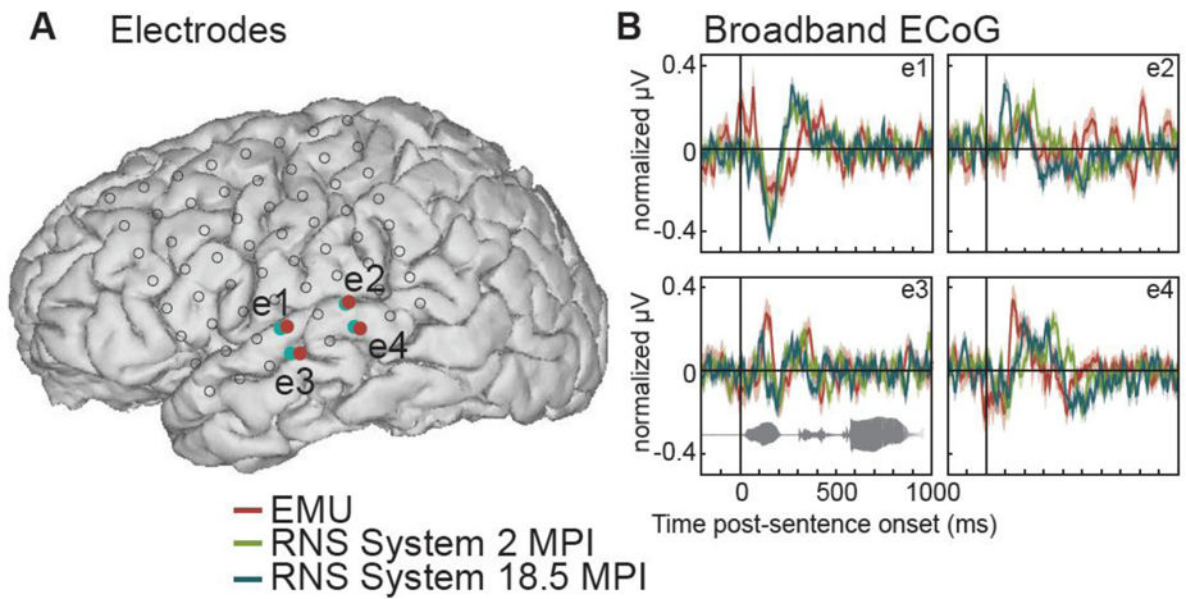 A Electrodes
e1
e2
e3
e4
EMU
RNS System 2 MPI
RNS System 18.5 MPI
B Broadband ECoG
normalized µV
0.4
0
-0.4
e1
e2
normalized µV
0.4
0
-0.4
e3
e4
0 500 1000
Time post-sentence onset (ms)